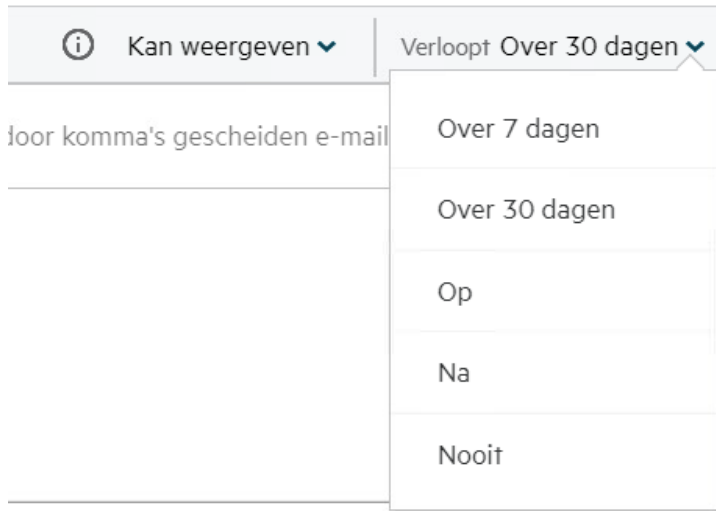 Kan weergeven Verloopt Over 30 dagen
door komma's gescheiden e-mail
Over 7 dagen
Over 30 dagen
Op
Na
Nooit